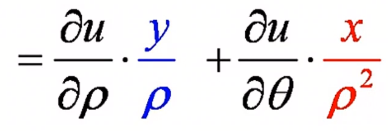 = ∂u/∂ρ · y/ρ + ∂u/∂θ · x/ρ²